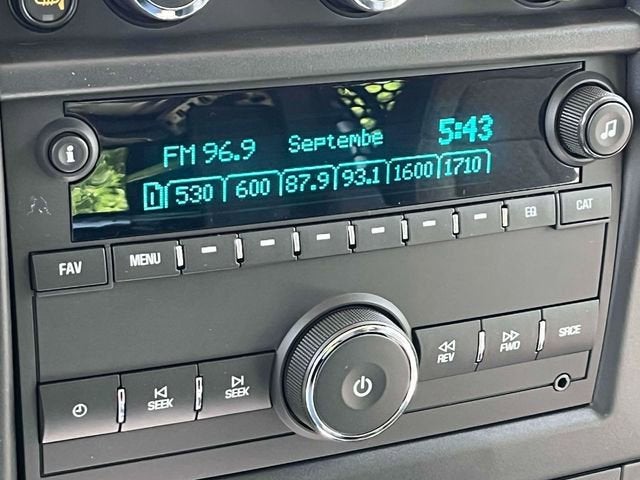 FM 96.9 Septembe 5:43
1 530 600 87.9 93.1 1600 1710
i
FAV MENU EQ CAT
REV FWD SRCE
SEEK SEEK